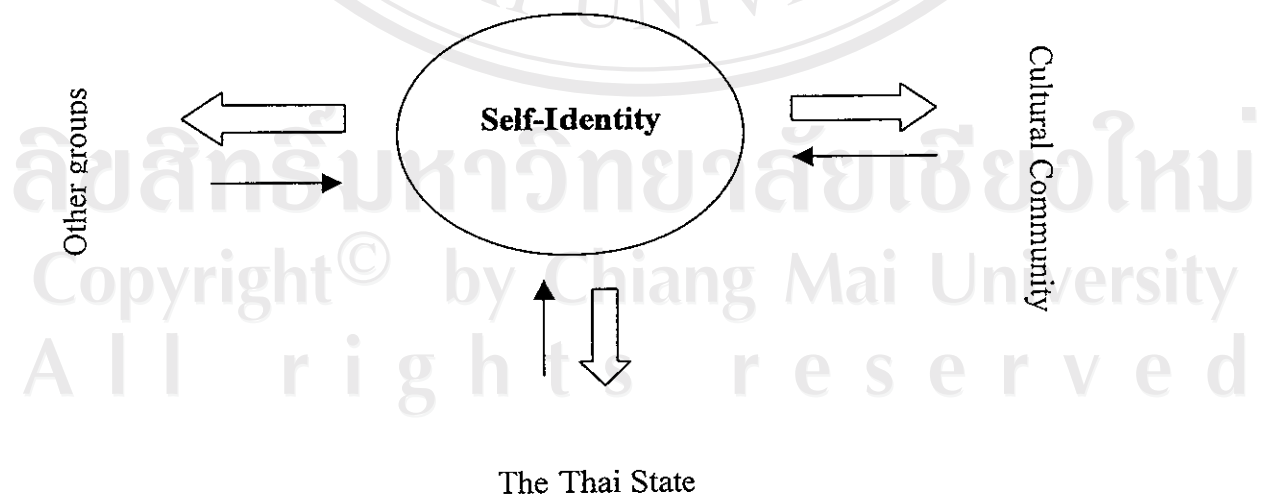 UNIV
Self-Identity
Other groups
Cultural Community
ลิขสิทธิ์มหาวิทยาลัยเชียงใหม่
Copyright© by Chiang Mai University
All rights reserved
The Thai State